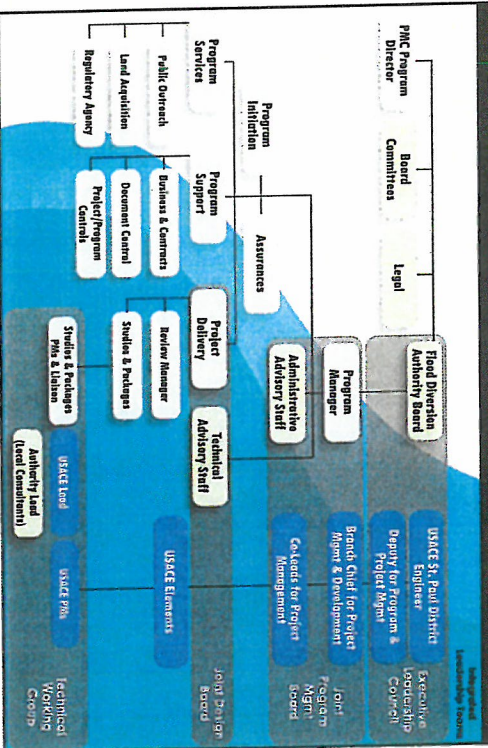 Integrated
Leadership Teams
PMC Program
Director
Board
Committees
Legal
Flood Diversion
Authority Board
USACE St. Paul District
Engineer
Deputy for Program &
Project Mgmt
Executive
Leadership
Council
Program
Manager
Branch Chief for Project
Mgmt & Development
Joint
Program
Mgmt
Board
Program
Initiation
Assurances
Administrative
Advisory Staff
Co-Leads for Project
Management
Program
Services
Program
Support
Project
Delivery
Technical
Advisory Staff
USACE Elements
Joint Design
Board
Public Outreach
Business & Contracts
Review Manager
Land Acquisition
Document Control
Studies & Packages
Regulatory Agency
Project/Program
Controls
Studies & Packages
PMs & Liaison
USACE Lead
USACE PMs
Authority Lead
(Local Consultants)
Technical
Working
Group